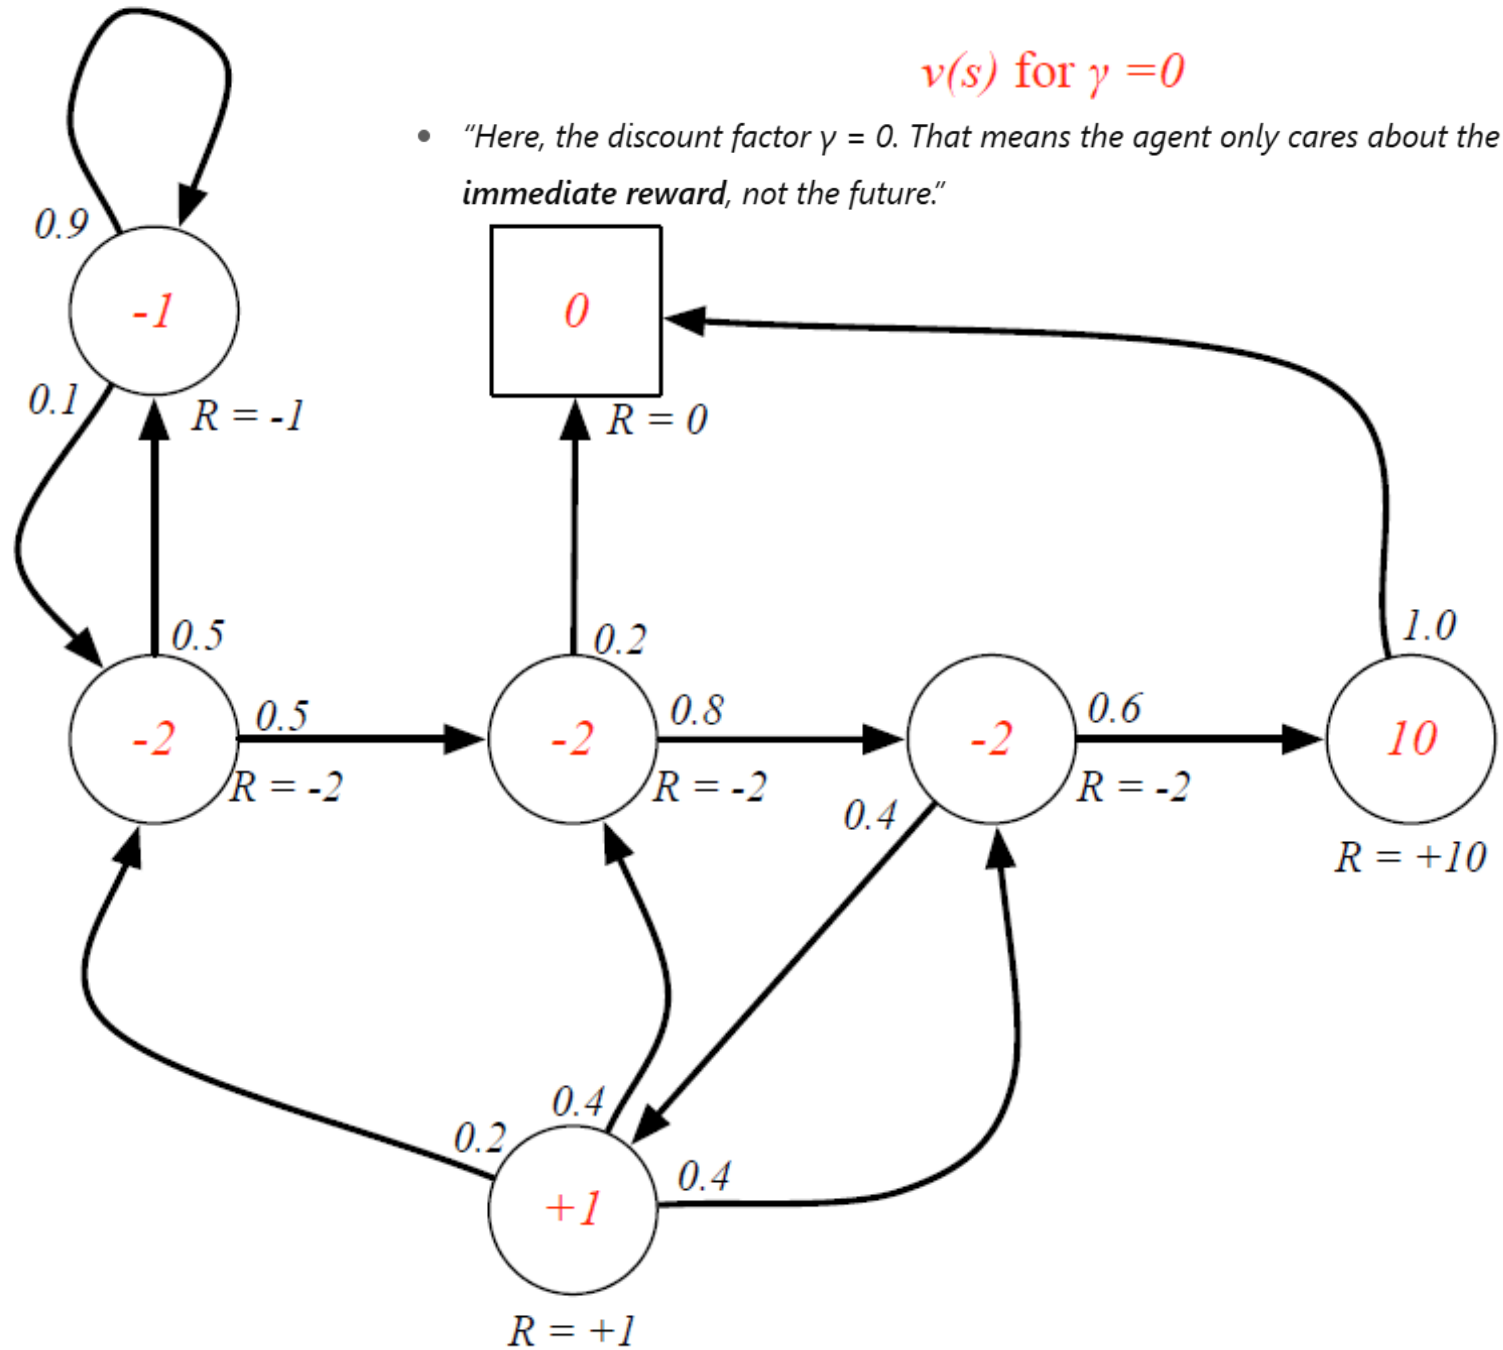 v(s) for γ =0
• “Here, the discount factor γ = 0. That means the agent only cares about the
immediate reward, not the future.”
0.9
-1
0
0.1
R = -1
R = 0
0.5
0.2
1.0
-2
0.5
-2
0.8
-2
0.6
10
R = -2
R = -2
R = -2
0.4
R = +10
0.4
0.2
0.4
+1
R = +1